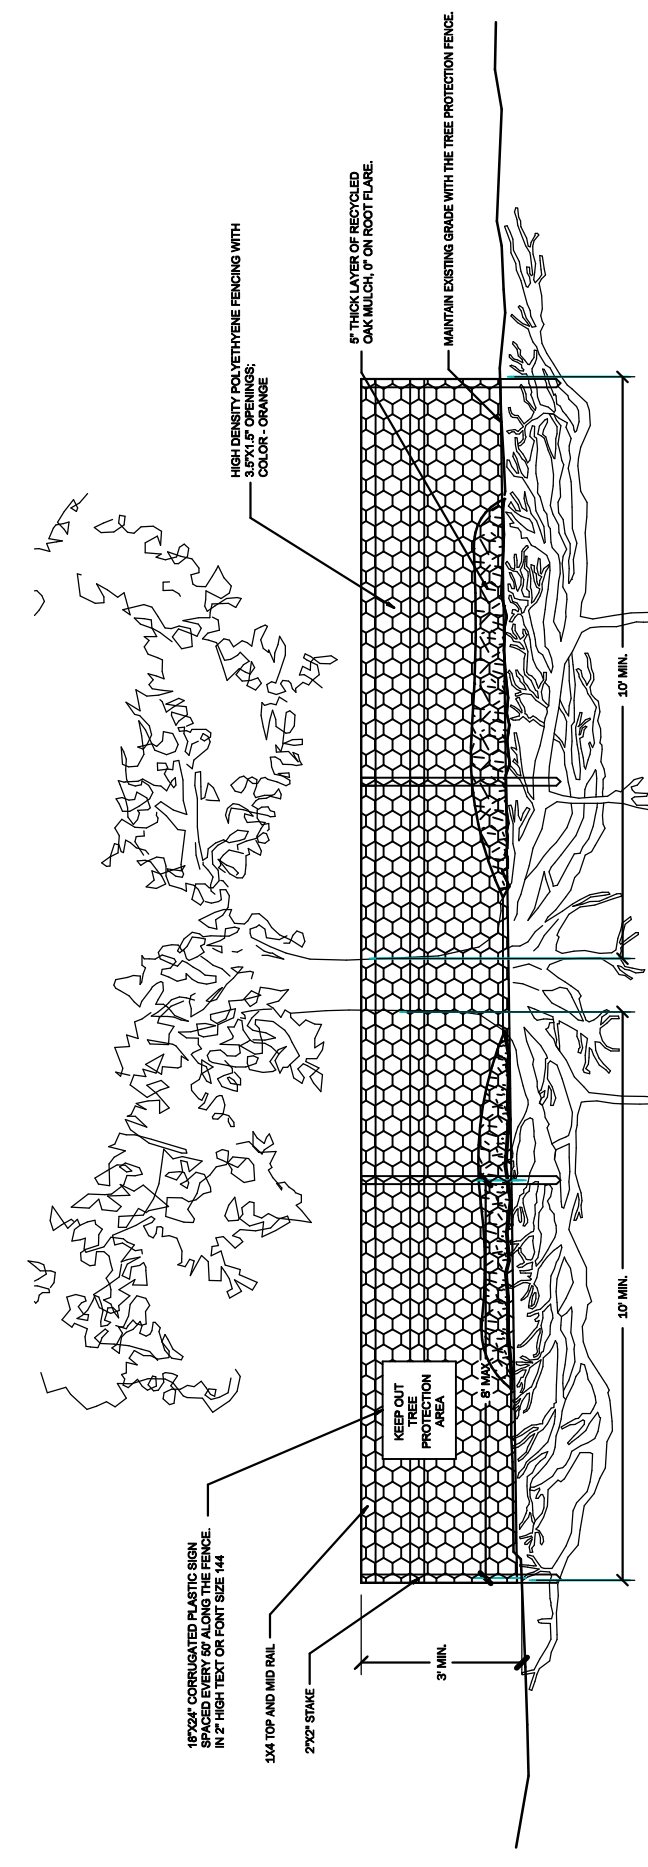 18"X24" CORRUGATED PLASTIC SIGN
SPACED EVERY 50' ALONG THE FENCE.
IN 2" HIGH TEXT OR FONT SIZE 144
1X4 TOP AND MID RAIL
2"X2" STAKE
3' MIN.
KEEP OUT
TREE
PROTECTION
AREA
8' MAX
10' MIN.
10' MIN.
HIGH DENSITY POLYETHYENE FENCING WITH
3.5"X1.5" OPENINGS;
COLOR - ORANGE
5" THICK LAYER OF RECYCLED
OAK MULCH, 0" ON ROOT FLARE.
MAINTAIN EXISTING GRADE WITH THE TREE PROTECTION FENCE.